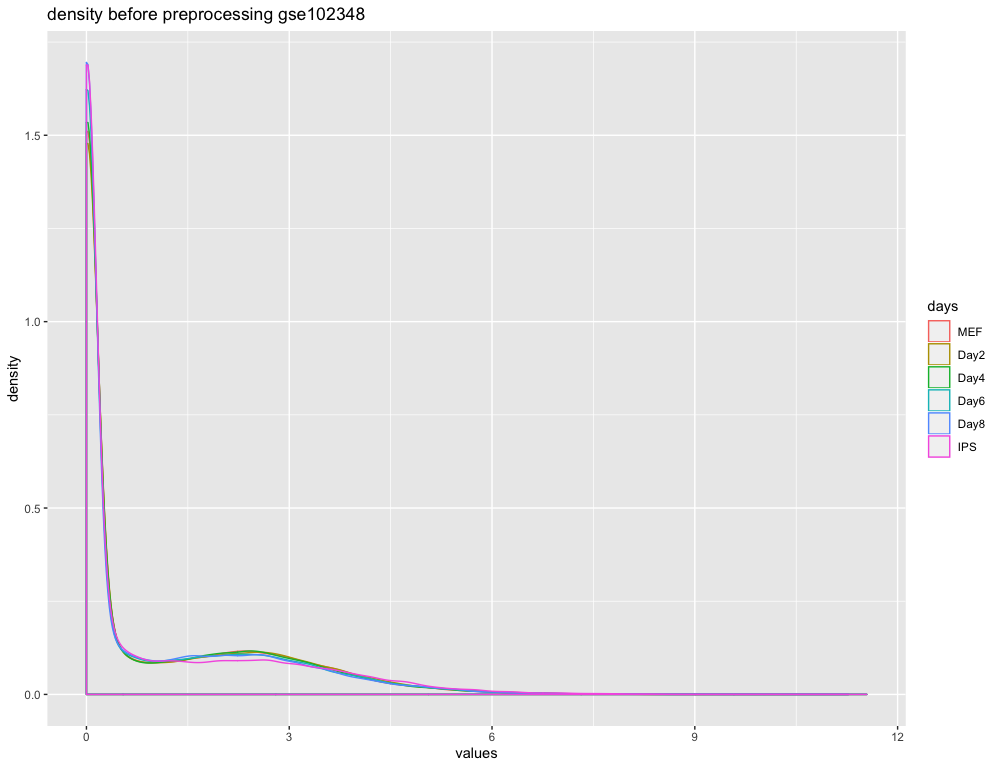 density before preprocessing gse102348
1.5
1.0
0.5
0.0
density
0 3 6 9 12
values
days
MEF
Day2
Day4
Day6
Day8
IPS